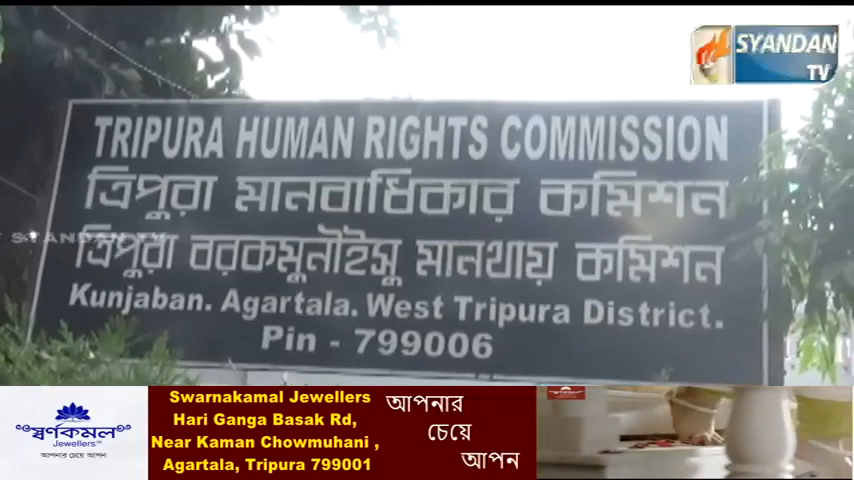 SYANDAN
TV
TRIPURA HUMAN RIGHTS COMMISSION
ত্রিপুরা মানবাধিকার কমিশন
ত্রিপুরা বরকমুনীইসু মানথায় কমিশন
SYANDAN TV
Kunjaban. Agartala. West Tripura District.
Pin - 799006
স্বর্ণকমল
Jewellers
আপনার চেয়ে আপন
Swarnakamal Jewellers
Hari Ganga Basak Rd,
Near Kaman Chowmuhani ,
Agartala, Tripura 799001
আপনার
চেয়ে
আপন